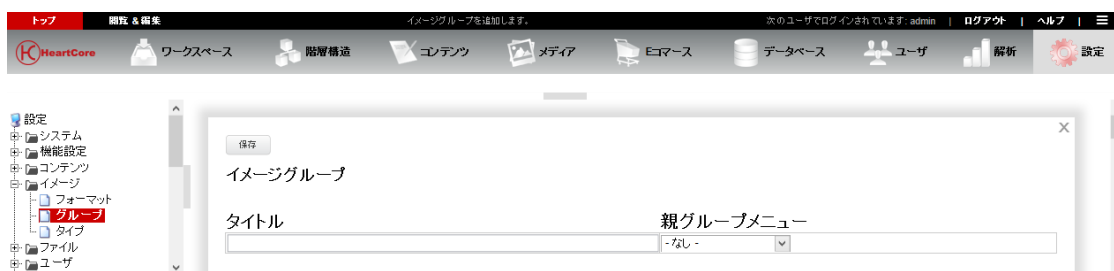 トップ 閲覧 & 編集 イメージグループを追加します。 次のユーザでログインされています: admin | ログアウト | ヘルプ | ☰
HeartCore ワークスペース 階層構造 コンテンツ メディア Eコマース データベース ユーザ 解析 設定
設定
システム
機能設定
コンテンツ
イメージ
フォーマット
グループ
タイプ
ファイル
ユーザ
×
保存
イメージグループ
タイトル 親グループメニュー
- なし -